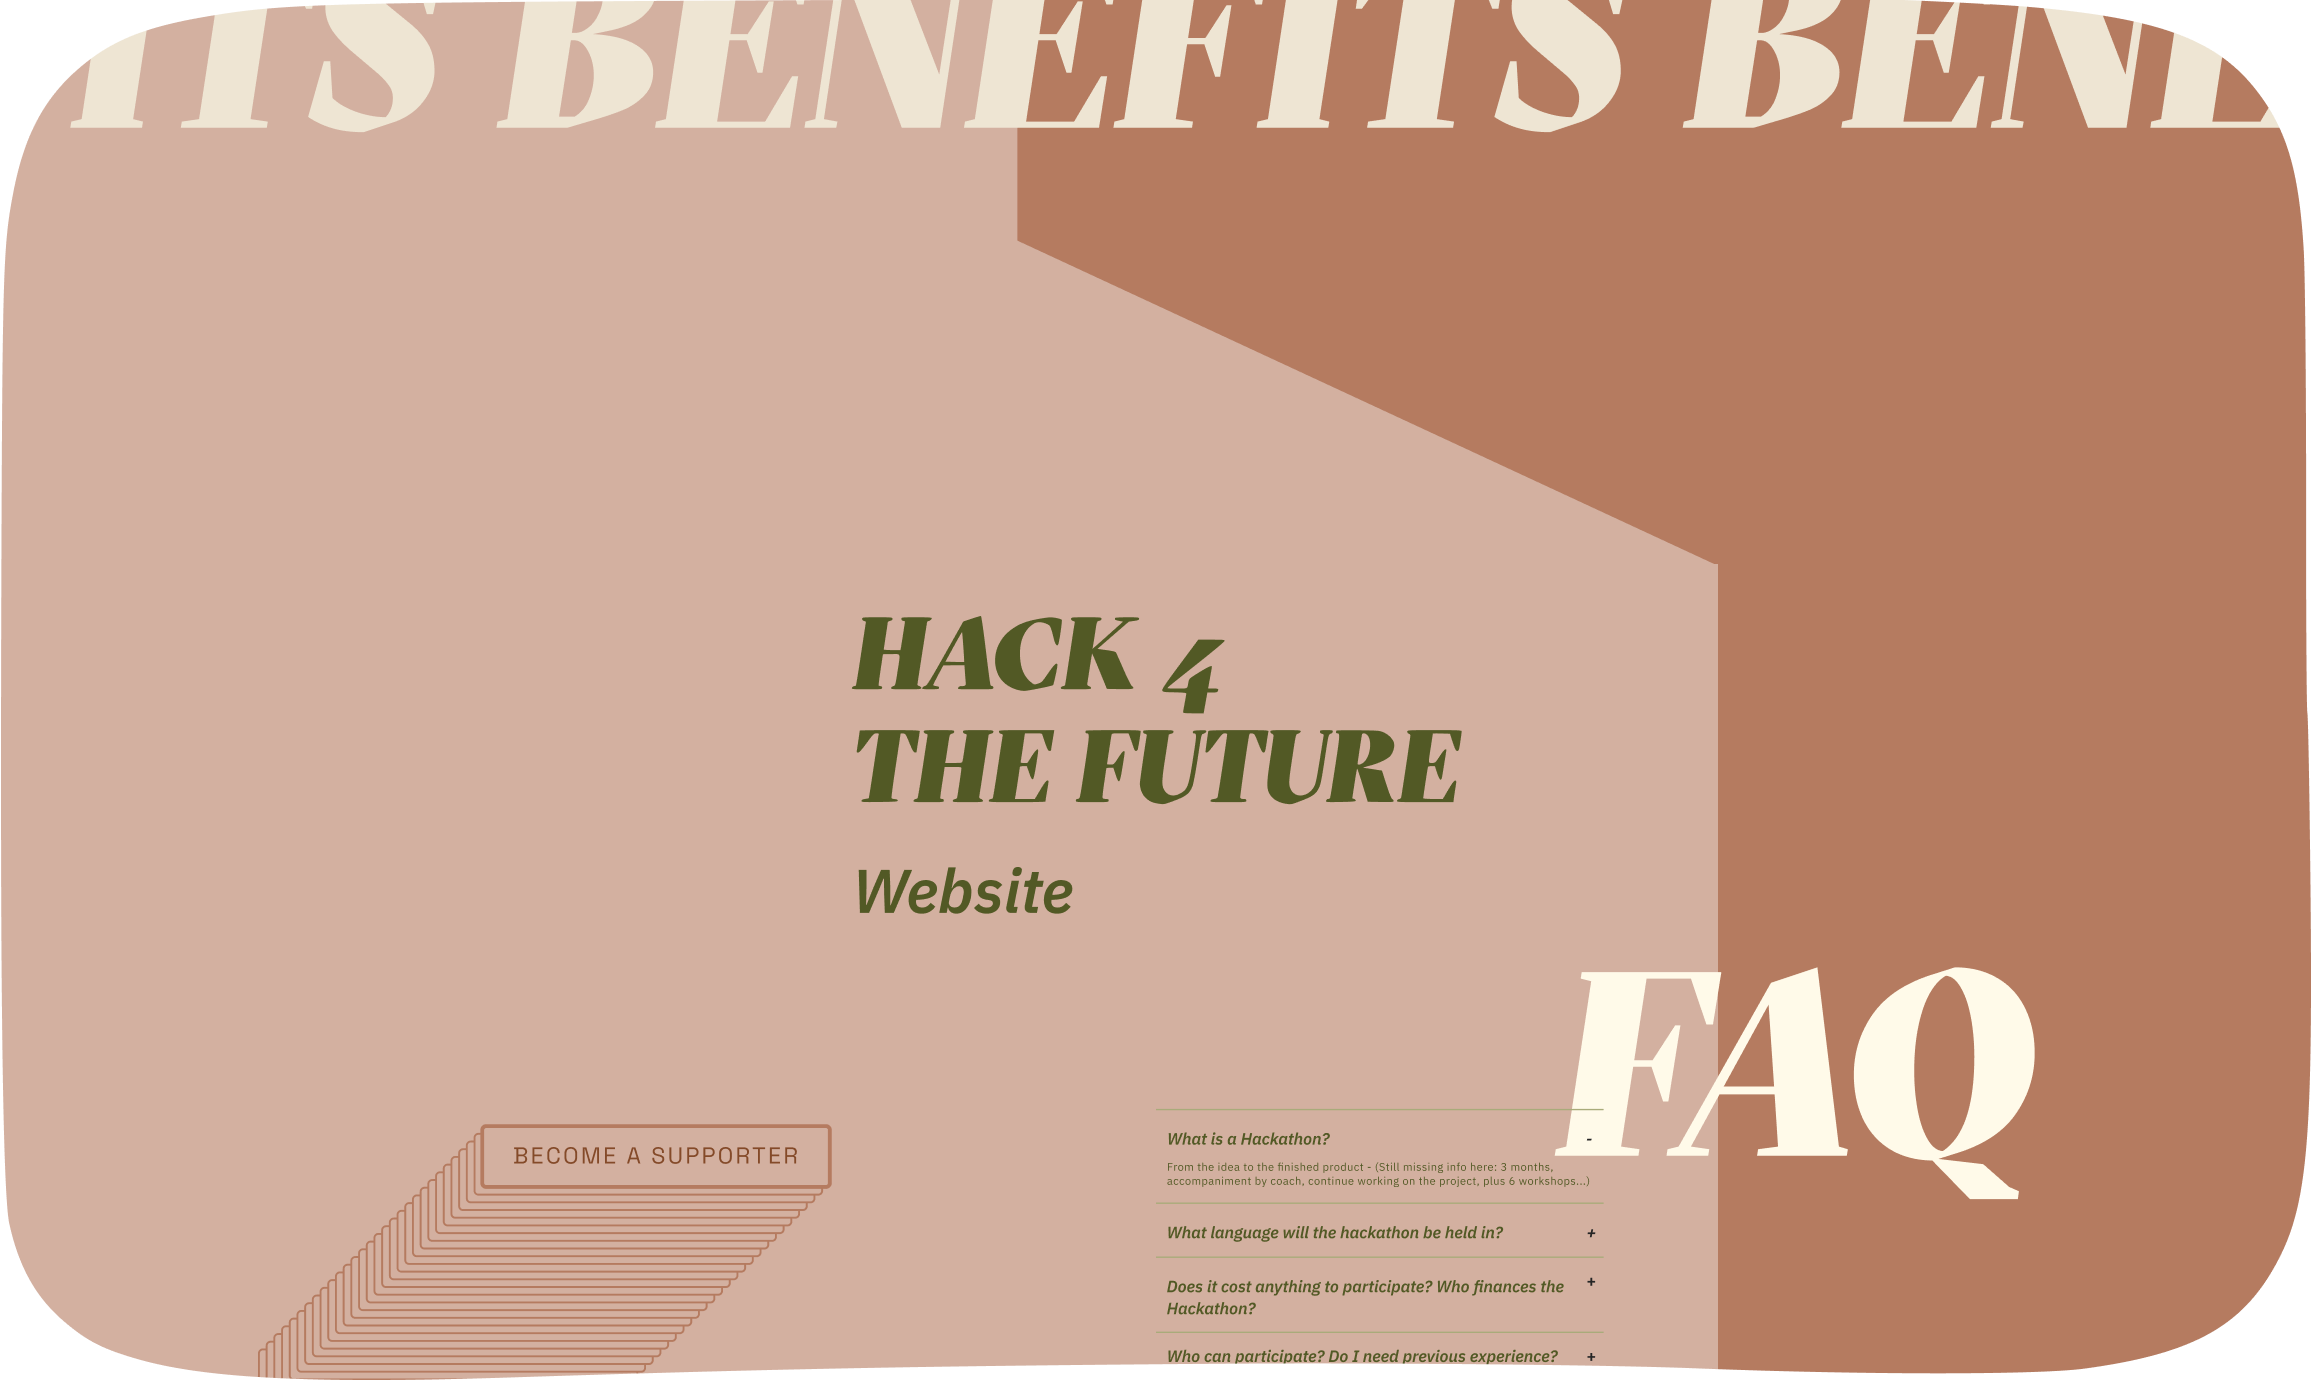 ITS BENEFITS BENE
HACK 4
THE FUTURE
Website
FAQ
BECOME A SUPPORTER
What is a Hackathon? -
From the idea to the finished product - (Still missing info here: 3 months,
accompaniment by coach, continue working on the project, plus 6 workshops...)
What language will the hackathon be held in? +
Does it cost anything to participate? Who finances the +
Hackathon?
Who can participate? Do I need previous experience? +